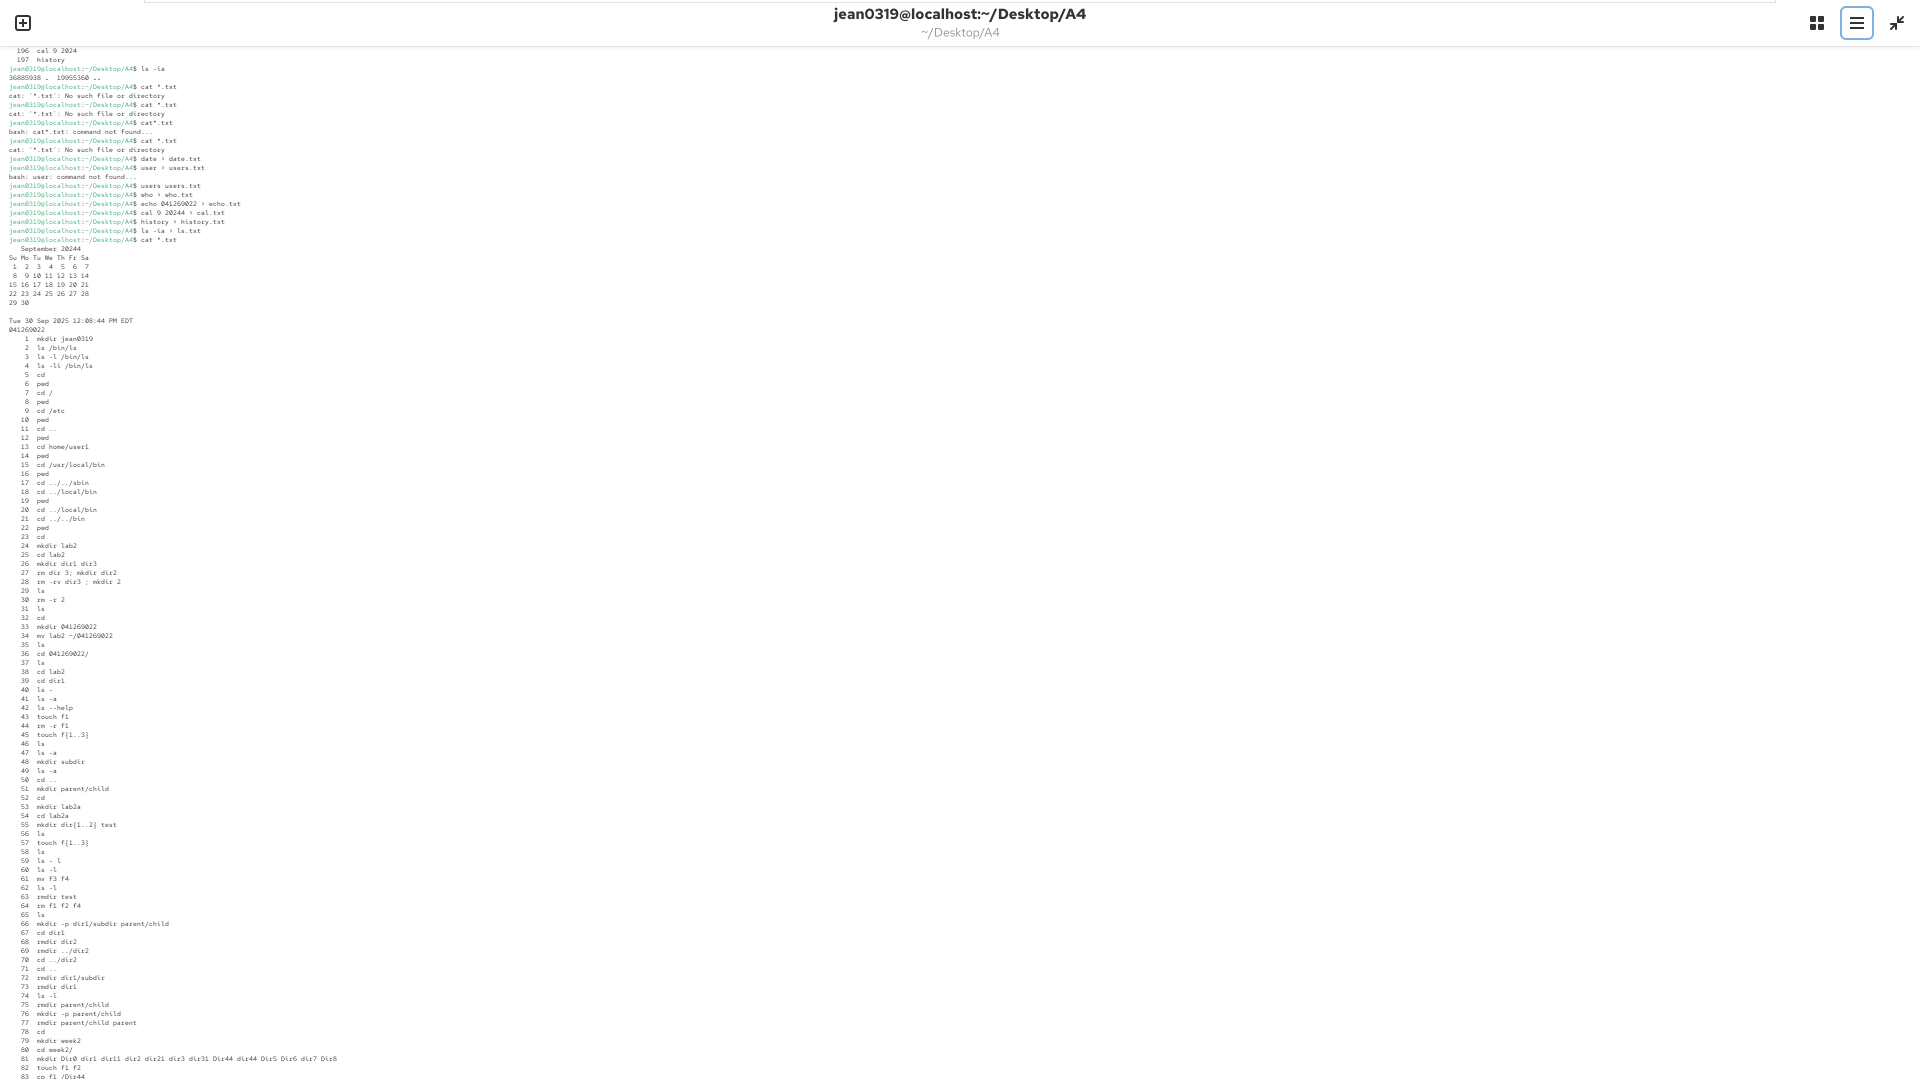 jean0319@localhost:~/Desktop/A4
~/Desktop/A4
196 cal 9 2024
197 history
jean0319@localhost:~/Desktop/A4$ ls -ia
36885938 . 19955360 ..
jean0319@localhost:~/Desktop/A4$ cat *.txt
cat: '*.txt': No such file or directory
jean0319@localhost:~/Desktop/A4$ cat *.txt
cat: '*.txt': No such file or directory
jean0319@localhost:~/Desktop/A4$ cat*.txt
bash: cat*.txt: command not found...
jean0319@localhost:~/Desktop/A4$ cat *.txt
cat: '*.txt': No such file or directory
jean0319@localhost:~/Desktop/A4$ date > date.txt
jean0319@localhost:~/Desktop/A4$ user > users.txt
bash: user: command not found...
jean0319@localhost:~/Desktop/A4$ users users.txt
jean0319@localhost:~/Desktop/A4$ who > who.txt
jean0319@localhost:~/Desktop/A4$ echo 041269022 > echo.txt
jean0319@localhost:~/Desktop/A4$ cal 9 20244 > cal.txt
jean0319@localhost:~/Desktop/A4$ history > history.txt
jean0319@localhost:~/Desktop/A4$ ls -ia > ls.txt
jean0319@localhost:~/Desktop/A4$ cat *.txt
September 20244
Su Mo Tu We Th Fr Sa
1 2 3 4 5 6 7
8 9 10 11 12 13 14
15 16 17 18 19 20 21
22 23 24 25 26 27 28
29 30
Tue 30 Sep 2025 12:08:44 PM EDT
041269022
1 mkdir jean0319
2 ls /bin/ls
3 ls -l /bin/ls
4 ls -li /bin/ls
5 cd
6 pwd
7 cd /
8 pwd
9 cd /etc
10 pwd
11 cd ..
12 pwd
13 cd home/user1
14 pwd
15 cd /usr/local/bin
16 pwd
17 cd ../../sbin
18 cd ../local/bin
19 pwd
20 cd ../local/bin
21 cd ../../bin
22 pwd
23 cd
24 mkdir lab2
25 cd lab2
26 mkdir dir1 dir3
27 rm dir 3; mkdir dir2
28 rm -rv dir3 ; mkdir 2
29 ls
30 rm -r 2
31 ls
32 cd
33 mkdir 041269022
34 mv lab2 ~/041269022
35 ls
36 cd 041269022/
37 ls
38 cd lab2
39 cd dir1
40 ls -
41 ls -a
42 ls --help
43 touch f1
44 rm -r f1
45 touch f{1..3}
46 ls
47 ls -a
48 mkdir subdir
49 ls -a
50 cd ..
51 mkdir parent/child
52 cd
53 mkdir lab2a
54 cd lab2a
55 mkdir dir{1..2} test
56 ls
57 touch f{1..3}
58 ls
59 ls - l
60 ls -l
61 mv f3 f4
62 ls -l
63 rmdir test
64 rm f1 f2 f4
65 ls
66 mkdir -p dir1/subdir parent/child
67 cd dir1
68 rmdir dir2
69 rmdir ../dir2
70 cd ../dir2
71 cd ..
72 rmdir dir1/subdir
73 rmdir dir1
74 ls -l
75 rmdir parent/child
76 mkdir -p parent/child
77 rmdir parent/child parent
78 cd
79 mkdir week2
80 cd week2/
81 mkdir Dir0 dir1 dir11 dir2 dir21 dir3 dir31 Dir44 dir44 Dir5 Dir6 dir7 Dir8
82 touch f1 f2
83 cp f1 /Dir44